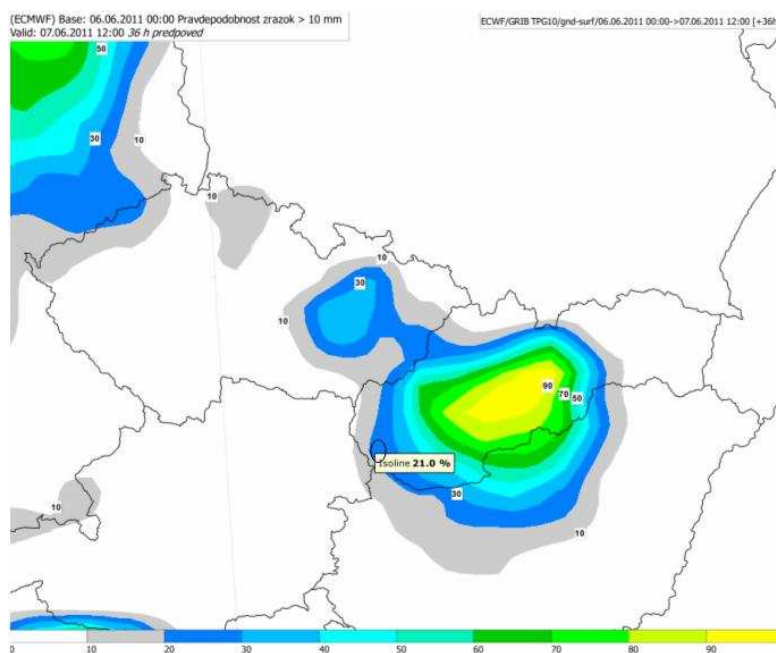 (ECMWF) Base: 06.06.2011 00:00 Pravdepodobnost zrazok > 10 mm
Valid: 07.06.2011 12:00 36 h predpoved
ECWF/GRIB TPG10/gnd-surf/06.06.2011 00:00->07.06.2011 12:00 [+36h
50
30
10
10
10
30
10
90
70
50
Isoline 21.0 %
30
10
10
0 10 20 30 40 50 60 70 80 90